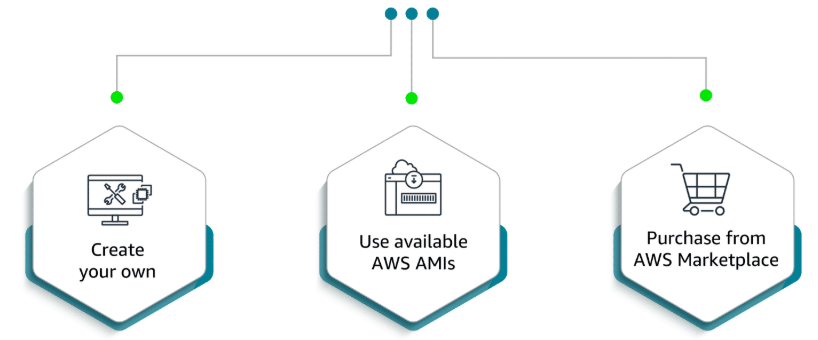 Create
your own
Use available
AWS AMIs
Purchase from
AWS Marketplace